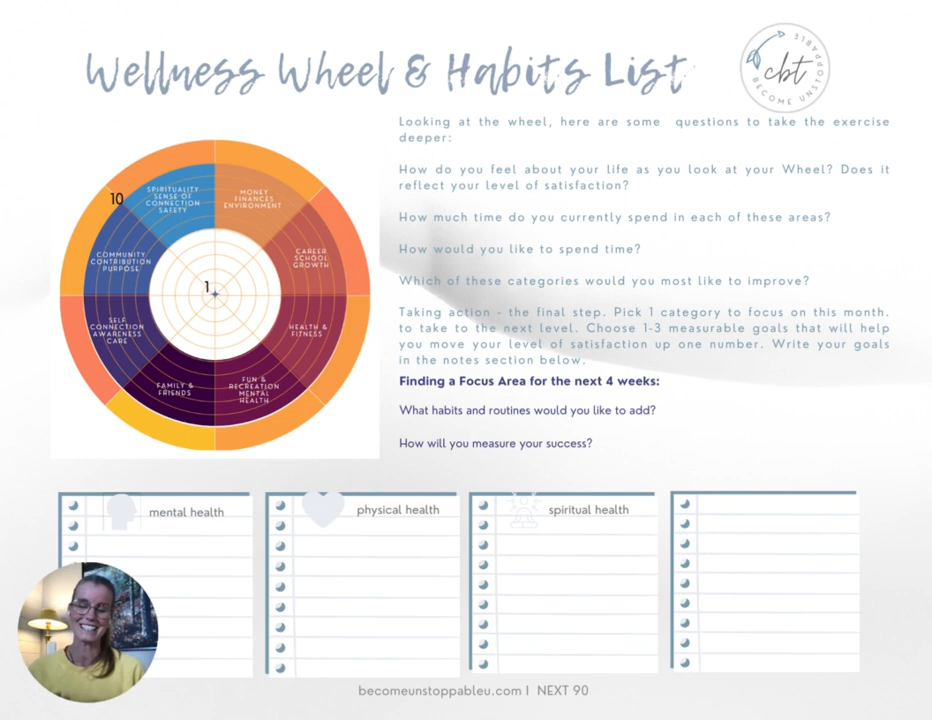 Wellness Wheel & Habits List
cbt
BECOME UNSTOPPABLE
Looking at the wheel, here are some questions to take the exercise
deeper:
How do you feel about your life as you look at your Wheel? Does it
reflect your level of satisfaction?
How much time do you currently spend in each of these areas?
How would you like to spend time?
Which of these categories would you most like to improve?
Taking action - the final step. Pick 1 category to focus on this month.
to take to the next level. Choose 1-3 measurable goals that will help
you move your level of satisfaction up one number. Write your goals
in the notes section below.
Finding a Focus Area for the next 4 weeks:
What habits and routines would you like to add?
How will you measure your success?
10
1
SPIRITUALITY
SENSE OF
CONNECTION
SAFETY
MONEY
FINANCES
ENVIRONMENT
CAREER
SCHOOL
GROWTH
HEALTH &
FITNESS
FUN &
RECREATION
MENTAL
HEALTH
FAMILY &
FRIENDS
SELF
CONNECTION
AWARENESS
CARE
COMMUNITY
CONTRIBUTION
PURPOSE
mental health
physical health
spiritual health
becomeunstoppableu.com | NEXT 90